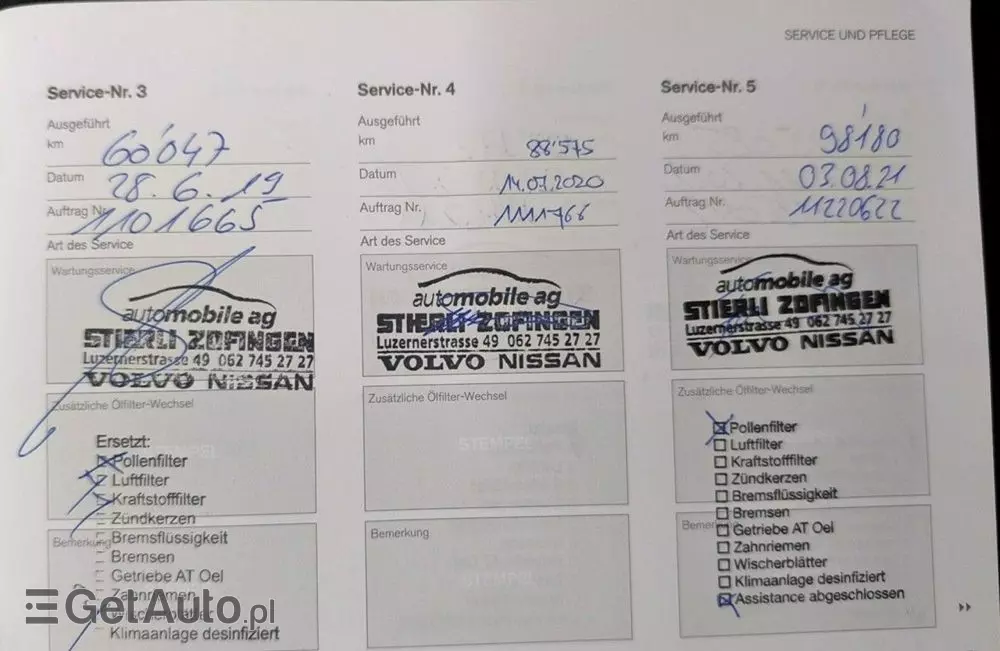 SERVICE UND PFLEGE
Service-Nr. 3
Ausgeführt
km 60'047
Datum 28.6.19
Auftrag Nr. 1101665
Art des Service
Wartungsservice
automobile ag
STIERLI ZOFINGEN
Luzernerstrasse 49 062 745 27 27
VOLVO NISSAN
Zusätzliche Ölfilter-Wechsel
Ersetzt:
Pollenfilter
Luftfilter
Kraftstofffilter
Zündkerzen
Bemerkung
Bremsflüssigkeit
Bremsen
Getriebe AT Oel
Zahnriemen
Wischerblätter
Klimaanlage desinfiziert
Service-Nr. 4
Ausgeführt
km 88'575
Datum 14.07.2020
Auftrag Nr. 1111766
Art des Service
Wartungsservice
automobile ag
STIERLI ZOFINGEN
Luzernerstrasse 49 062 745 27 27
VOLVO NISSAN
Zusätzliche Ölfilter-Wechsel
STEMPEL
Bemerkung
Service-Nr. 5
Ausgeführt
km 98'180
Datum 03.08.21
Auftrag Nr. 11220622
Art des Service
Wartungsservice
automobile ag
STIERLI ZOFINGEN
Luzernerstrasse 49 062 745 27 27
VOLVO NISSAN
Zusätzliche Ölfilter-Wechsel
Pollenfilter
Luftfilter
Kraftstofffilter
Zündkerzen
Bremsflüssigkeit
Bremsen
Bemerkung
Getriebe AT Oel
Zahnriemen
Wischerblätter
Klimaanlage desinfiziert
Assistance abgeschlossen
GetAuto.pl